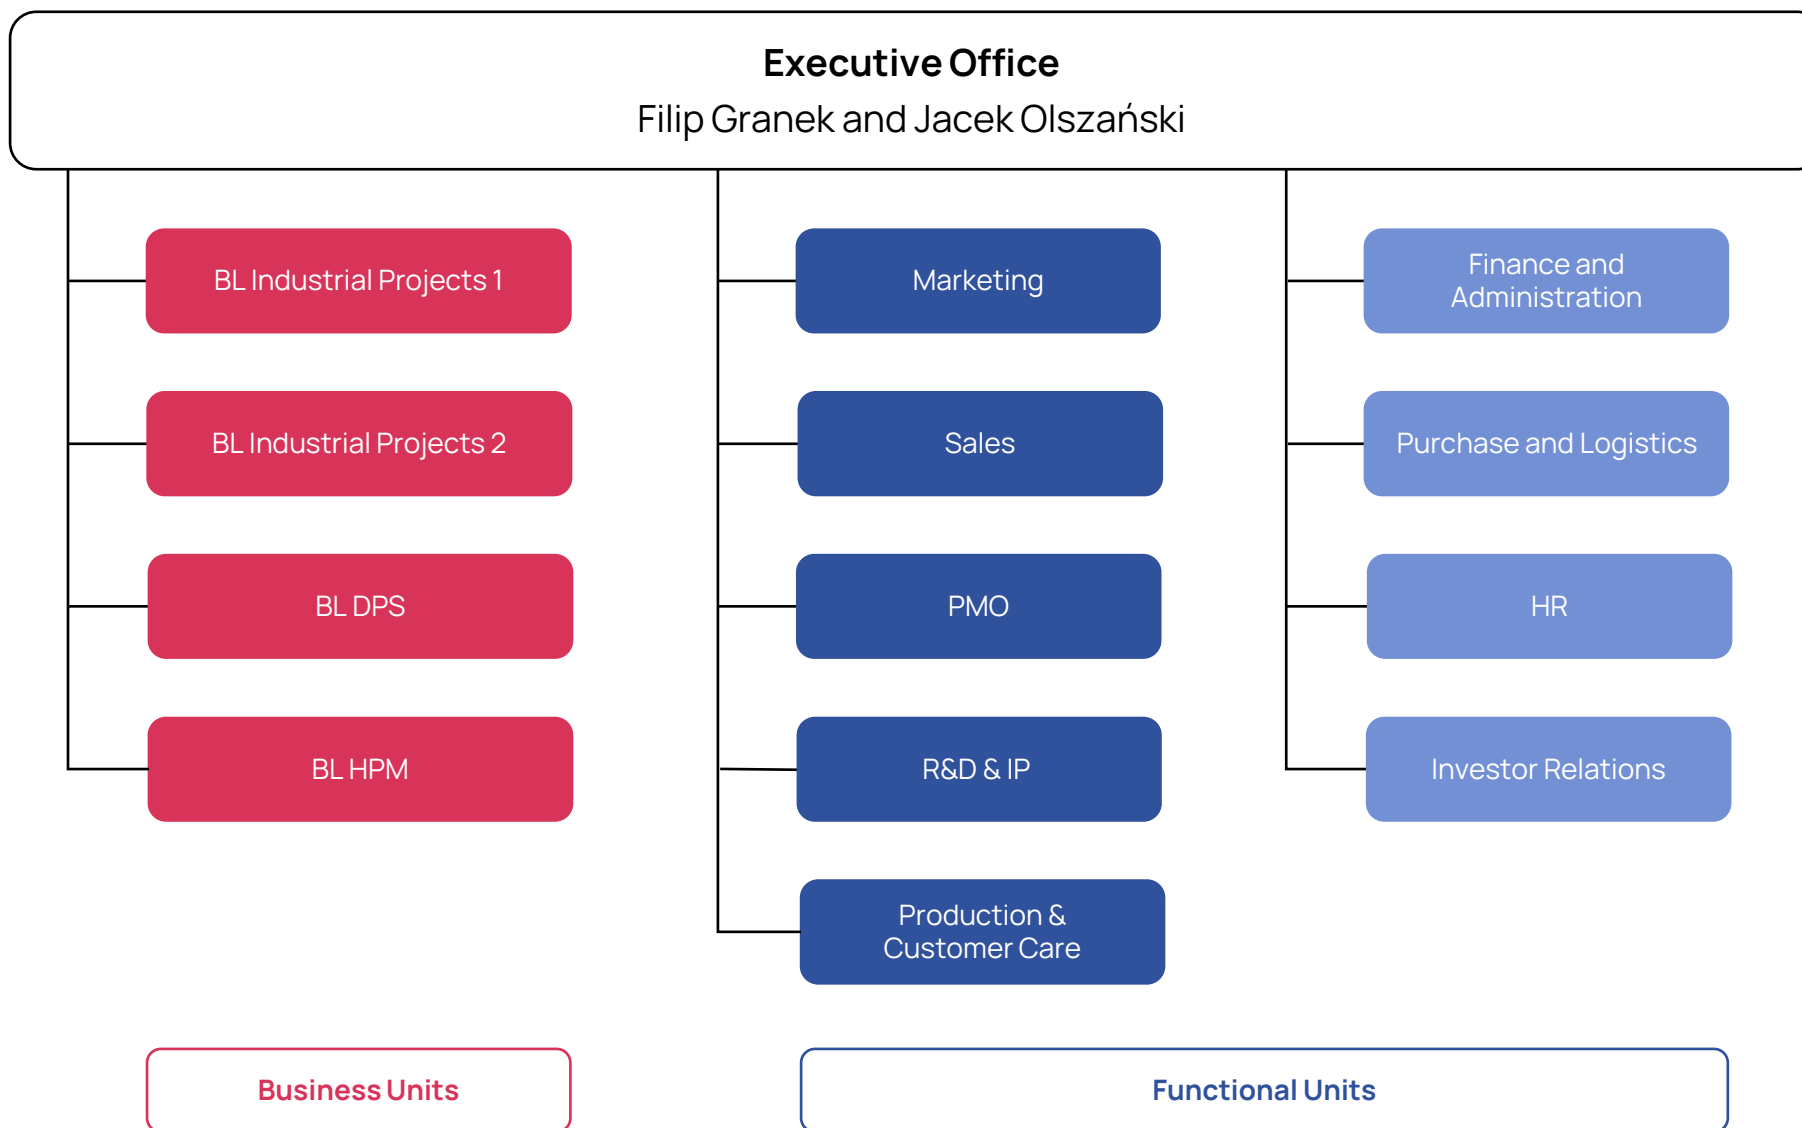 Executive Office
Filip Granek and Jacek Olszański
BL Industrial Projects 1
BL Industrial Projects 2
BL DPS
BL HPM
Marketing
Sales
PMO
R&D & IP
Production &
Customer Care
Finance and
Administration
Purchase and Logistics
HR
Investor Relations
Business Units
Functional Units